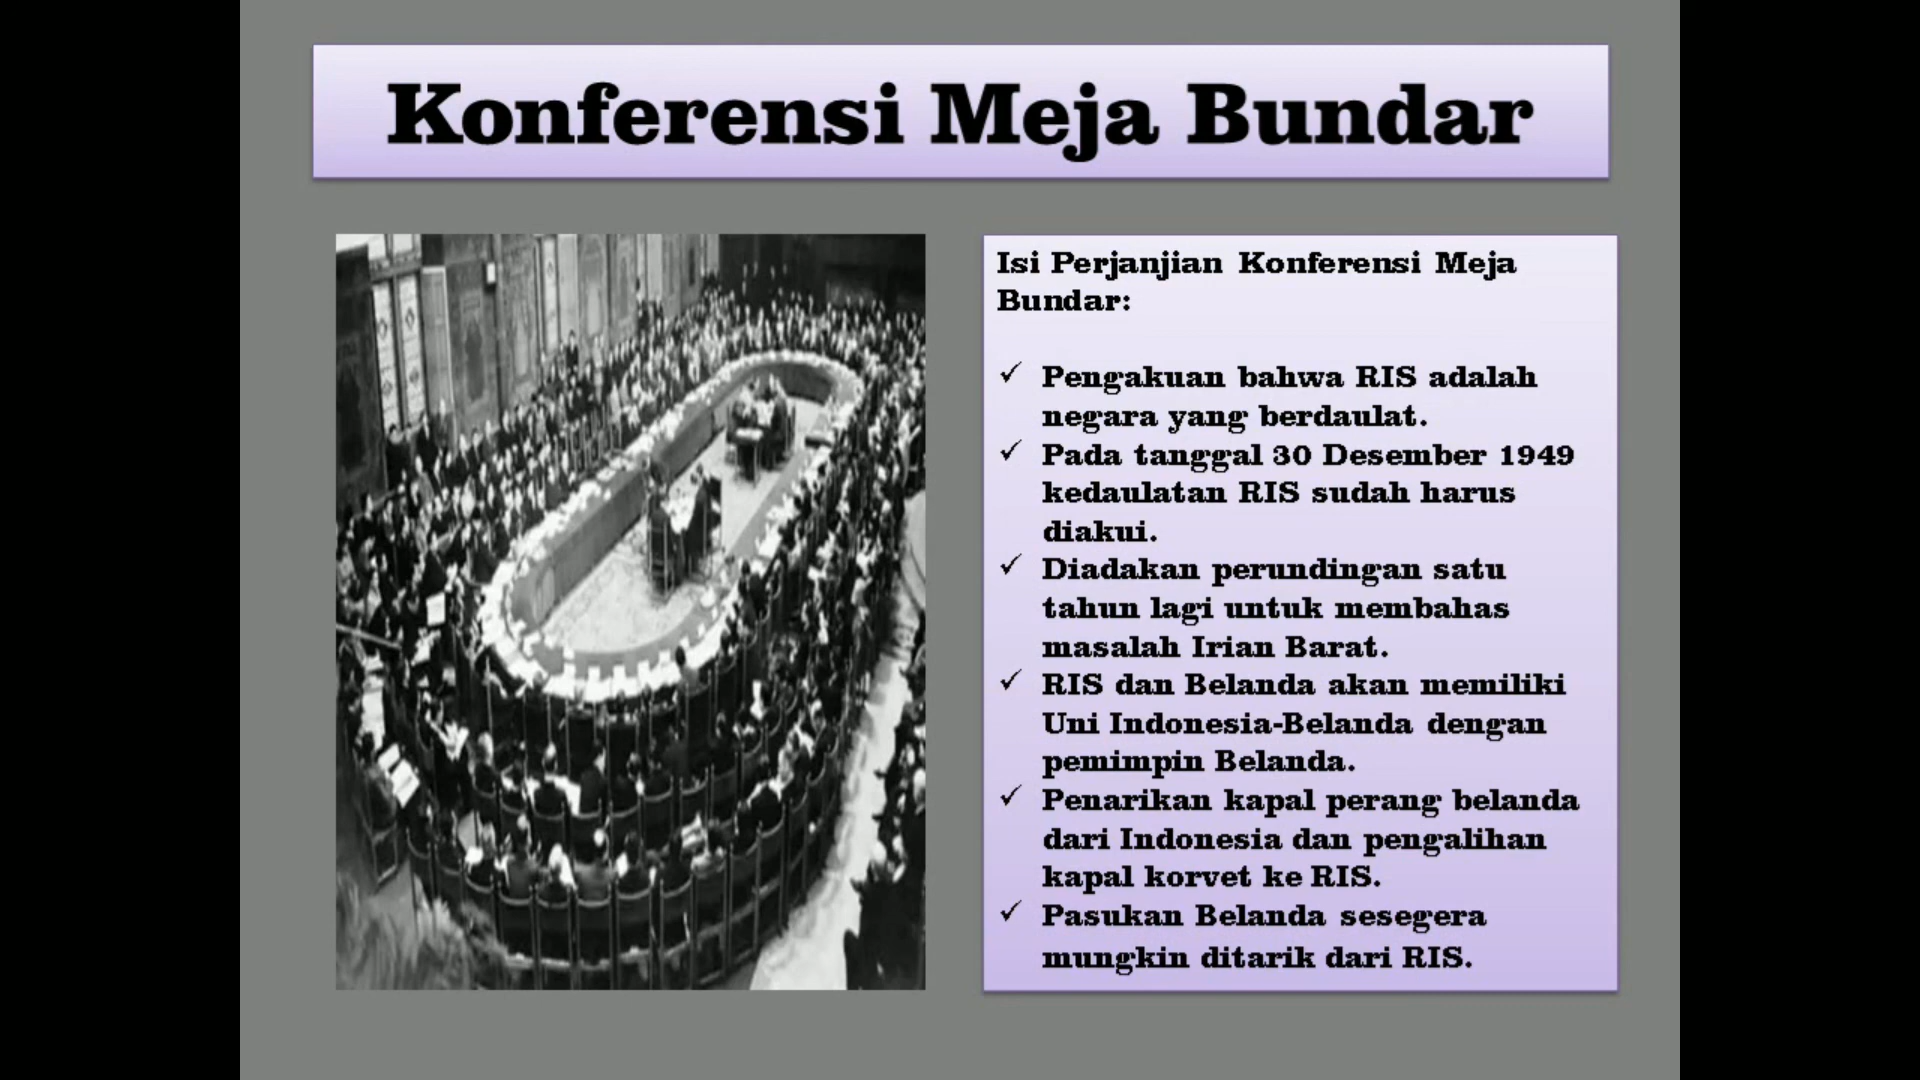 Konferensi Meja Bundar
Isi Perjanjian Konferensi Meja
Bundar:
✓ Pengakuan bahwa RIS adalah
negara yang berdaulat.
✓ Pada tanggal 30 Desember 1949
kedaulatan RIS sudah harus
diakui.
✓ Diadakan perundingan satu
tahun lagi untuk membahas
masalah Irian Barat.
✓ RIS dan Belanda akan memiliki
Uni Indonesia-Belanda dengan
pemimpin Belanda.
✓ Penarikan kapal perang belanda
dari Indonesia dan pengalihan
kapal korvet ke RIS.
✓ Pasukan Belanda sesegera
mungkin ditarik dari RIS.